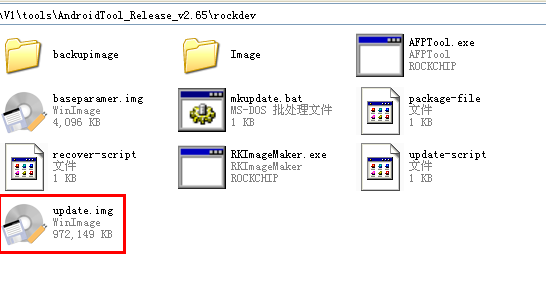 \V1\tools\AndroidTool_Release_v2.65\rockdev
backupimage
Image
AFPTool.exe
AFPTool
ROCKCHIP
baseparamer.img
WinImage
4,096 KB
mkupdate.bat
MS-DOS 批处理文件
1 KB
package-file
文件
1 KB
recover-script
文件
1 KB
RKImageMaker.exe
RKImageMaker
ROCKCHIP
update-script
文件
1 KB
update.img
WinImage
972,149 KB